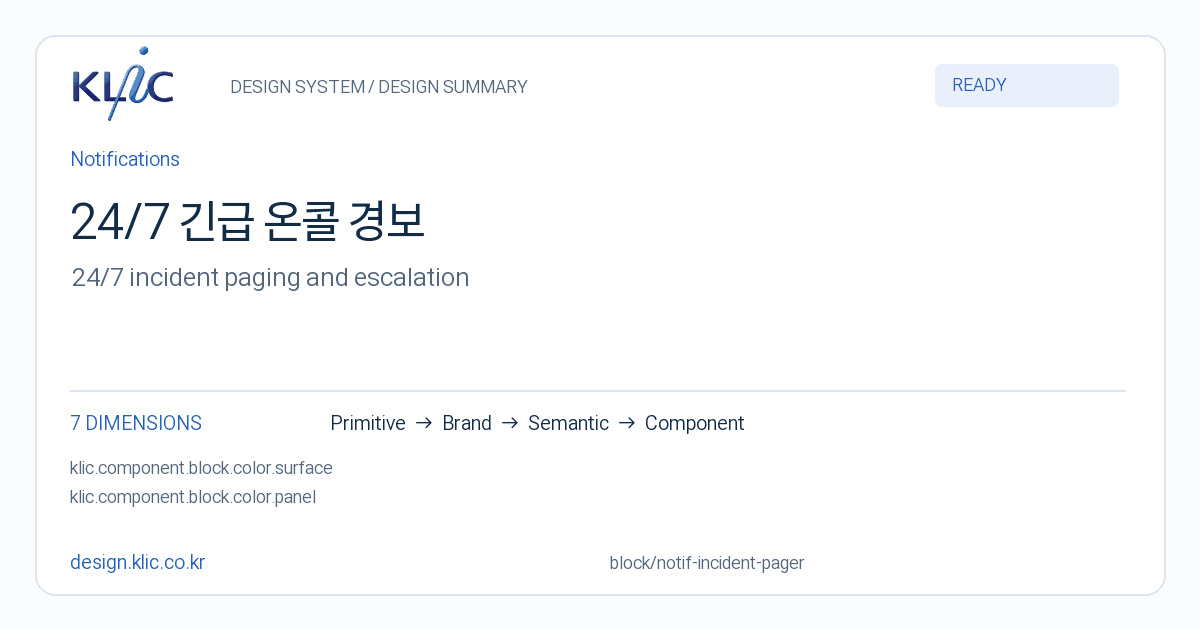 KLiC
DESIGN SYSTEM / DESIGN SUMMARY
READY
Notifications
24/7 긴급 온콜 경보
24/7 incident paging and escalation
7 DIMENSIONS
Primitive → Brand → Semantic → Component
klic.component.block.color.surface
klic.component.block.color.panel
design.klic.co.kr
block/notif-incident-pager